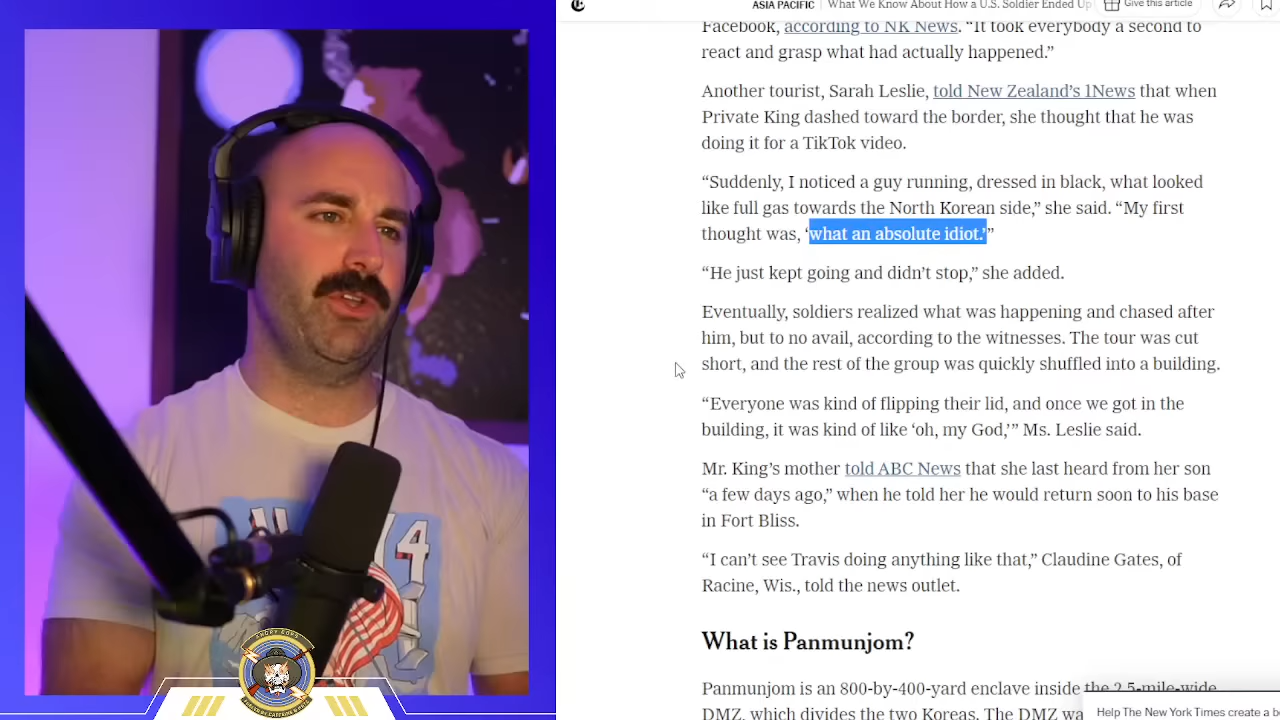 ASIA PACIFIC | What We Know About How a U.S. Soldier Ended Up
Give this article
Facebook, according to NK News. “It took everybody a second to
react and grasp what had actually happened.”
Another tourist, Sarah Leslie, told New Zealand’s 1News that when
Private King dashed toward the border, she thought that he was
doing it for a TikTok video.
“Suddenly, I noticed a guy running, dressed in black, what looked
like full gas towards the North Korean side,” she said. “My first
thought was, ‘what an absolute idiot.’”
“He just kept going and didn’t stop,” she added.
Eventually, soldiers realized what was happening and chased after
him, but to no avail, according to the witnesses. The tour was cut
short, and the rest of the group was quickly shuffled into a building.
“Everyone was kind of flipping their lid, and once we got in the
building, it was kind of like ‘oh, my God,’” Ms. Leslie said.
Mr. King’s mother told ABC News that she last heard from her son
“a few days ago,” when he told her he would return soon to his base
in Fort Bliss.
“I can’t see Travis doing anything like that,” Claudine Gates, of
Racine, Wis., told the news outlet.
What is Panmunjom?
Panmunjom is an 800-by-400-yard enclave inside the 2.5-mile-wide
DMZ, which divides the two Koreas. The DMZ
Help The New York Times create a
4
ANGRY COPS